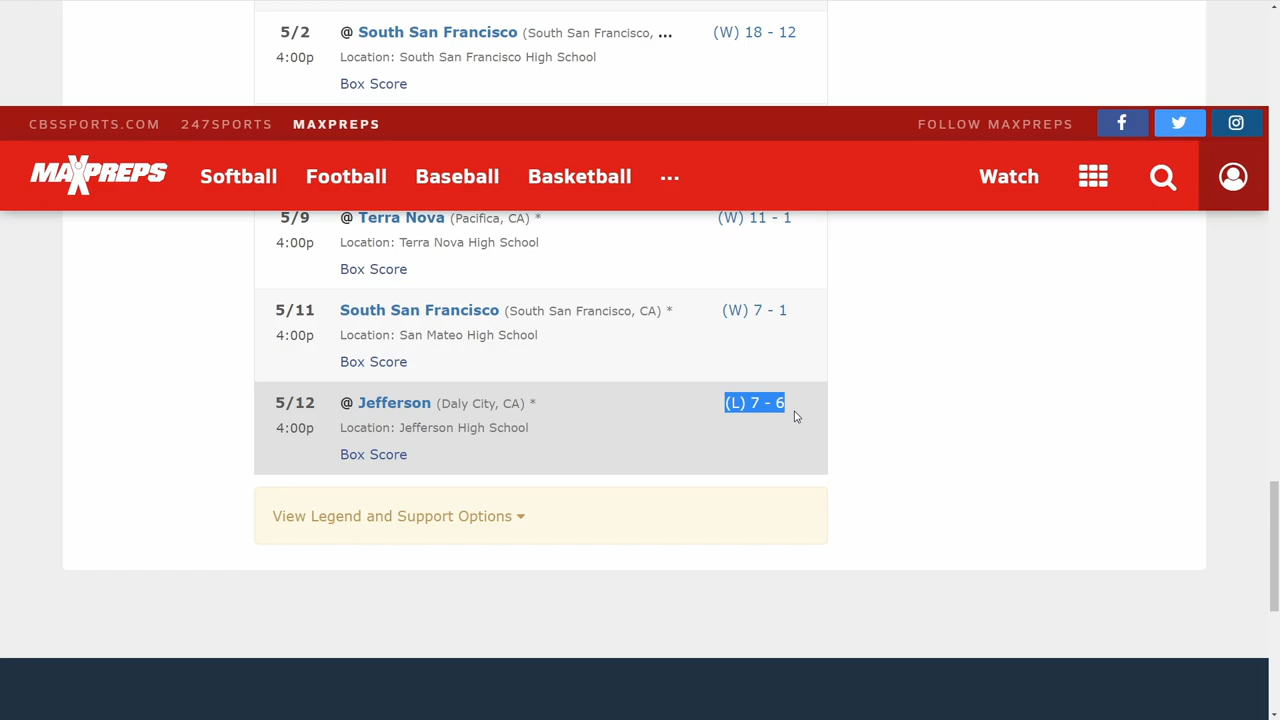 5/2 @ South San Francisco (South San Francisco, ... (W) 18 - 12
4:00p Location: South San Francisco High School
Box Score
CBSSPORTS.COM 247SPORTS MAXPREPS FOLLOW MAXPREPS
MAXPREPS Softball Football Baseball Basketball ... Watch
5/9 @ Terra Nova (Pacifica, CA) * (W) 11 - 1
4:00p Location: Terra Nova High School
Box Score
5/11 South San Francisco (South San Francisco, CA) * (W) 7 - 1
4:00p Location: San Mateo High School
Box Score
5/12 @ Jefferson (Daly City, CA) * (L) 7 - 6
4:00p Location: Jefferson High School
Box Score
View Legend and Support Options